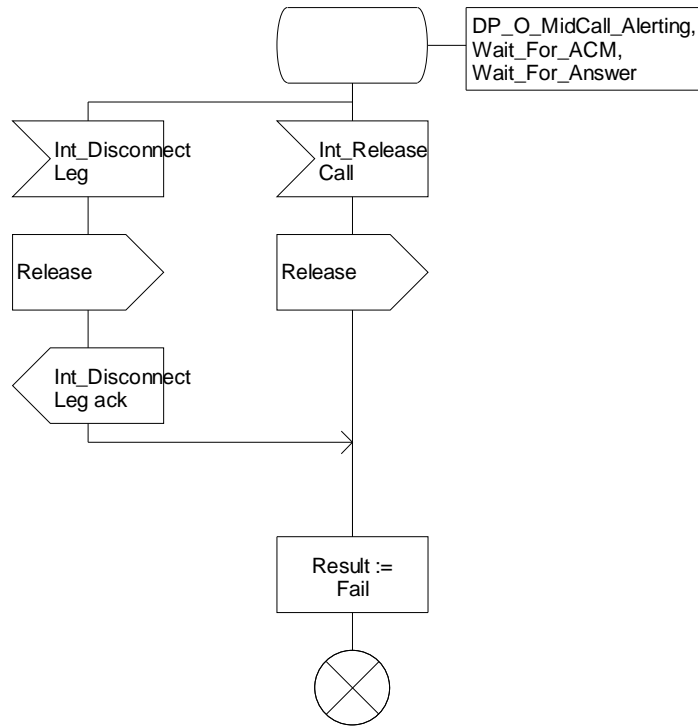 DP_O_MidCall_Alerting,
Wait_For_ACM,
Wait_For_Answer
Int_Disconnect
Leg
Int_Release
Call
Release
Release
Int_Disconnect
Leg ack
Result :=
Fail